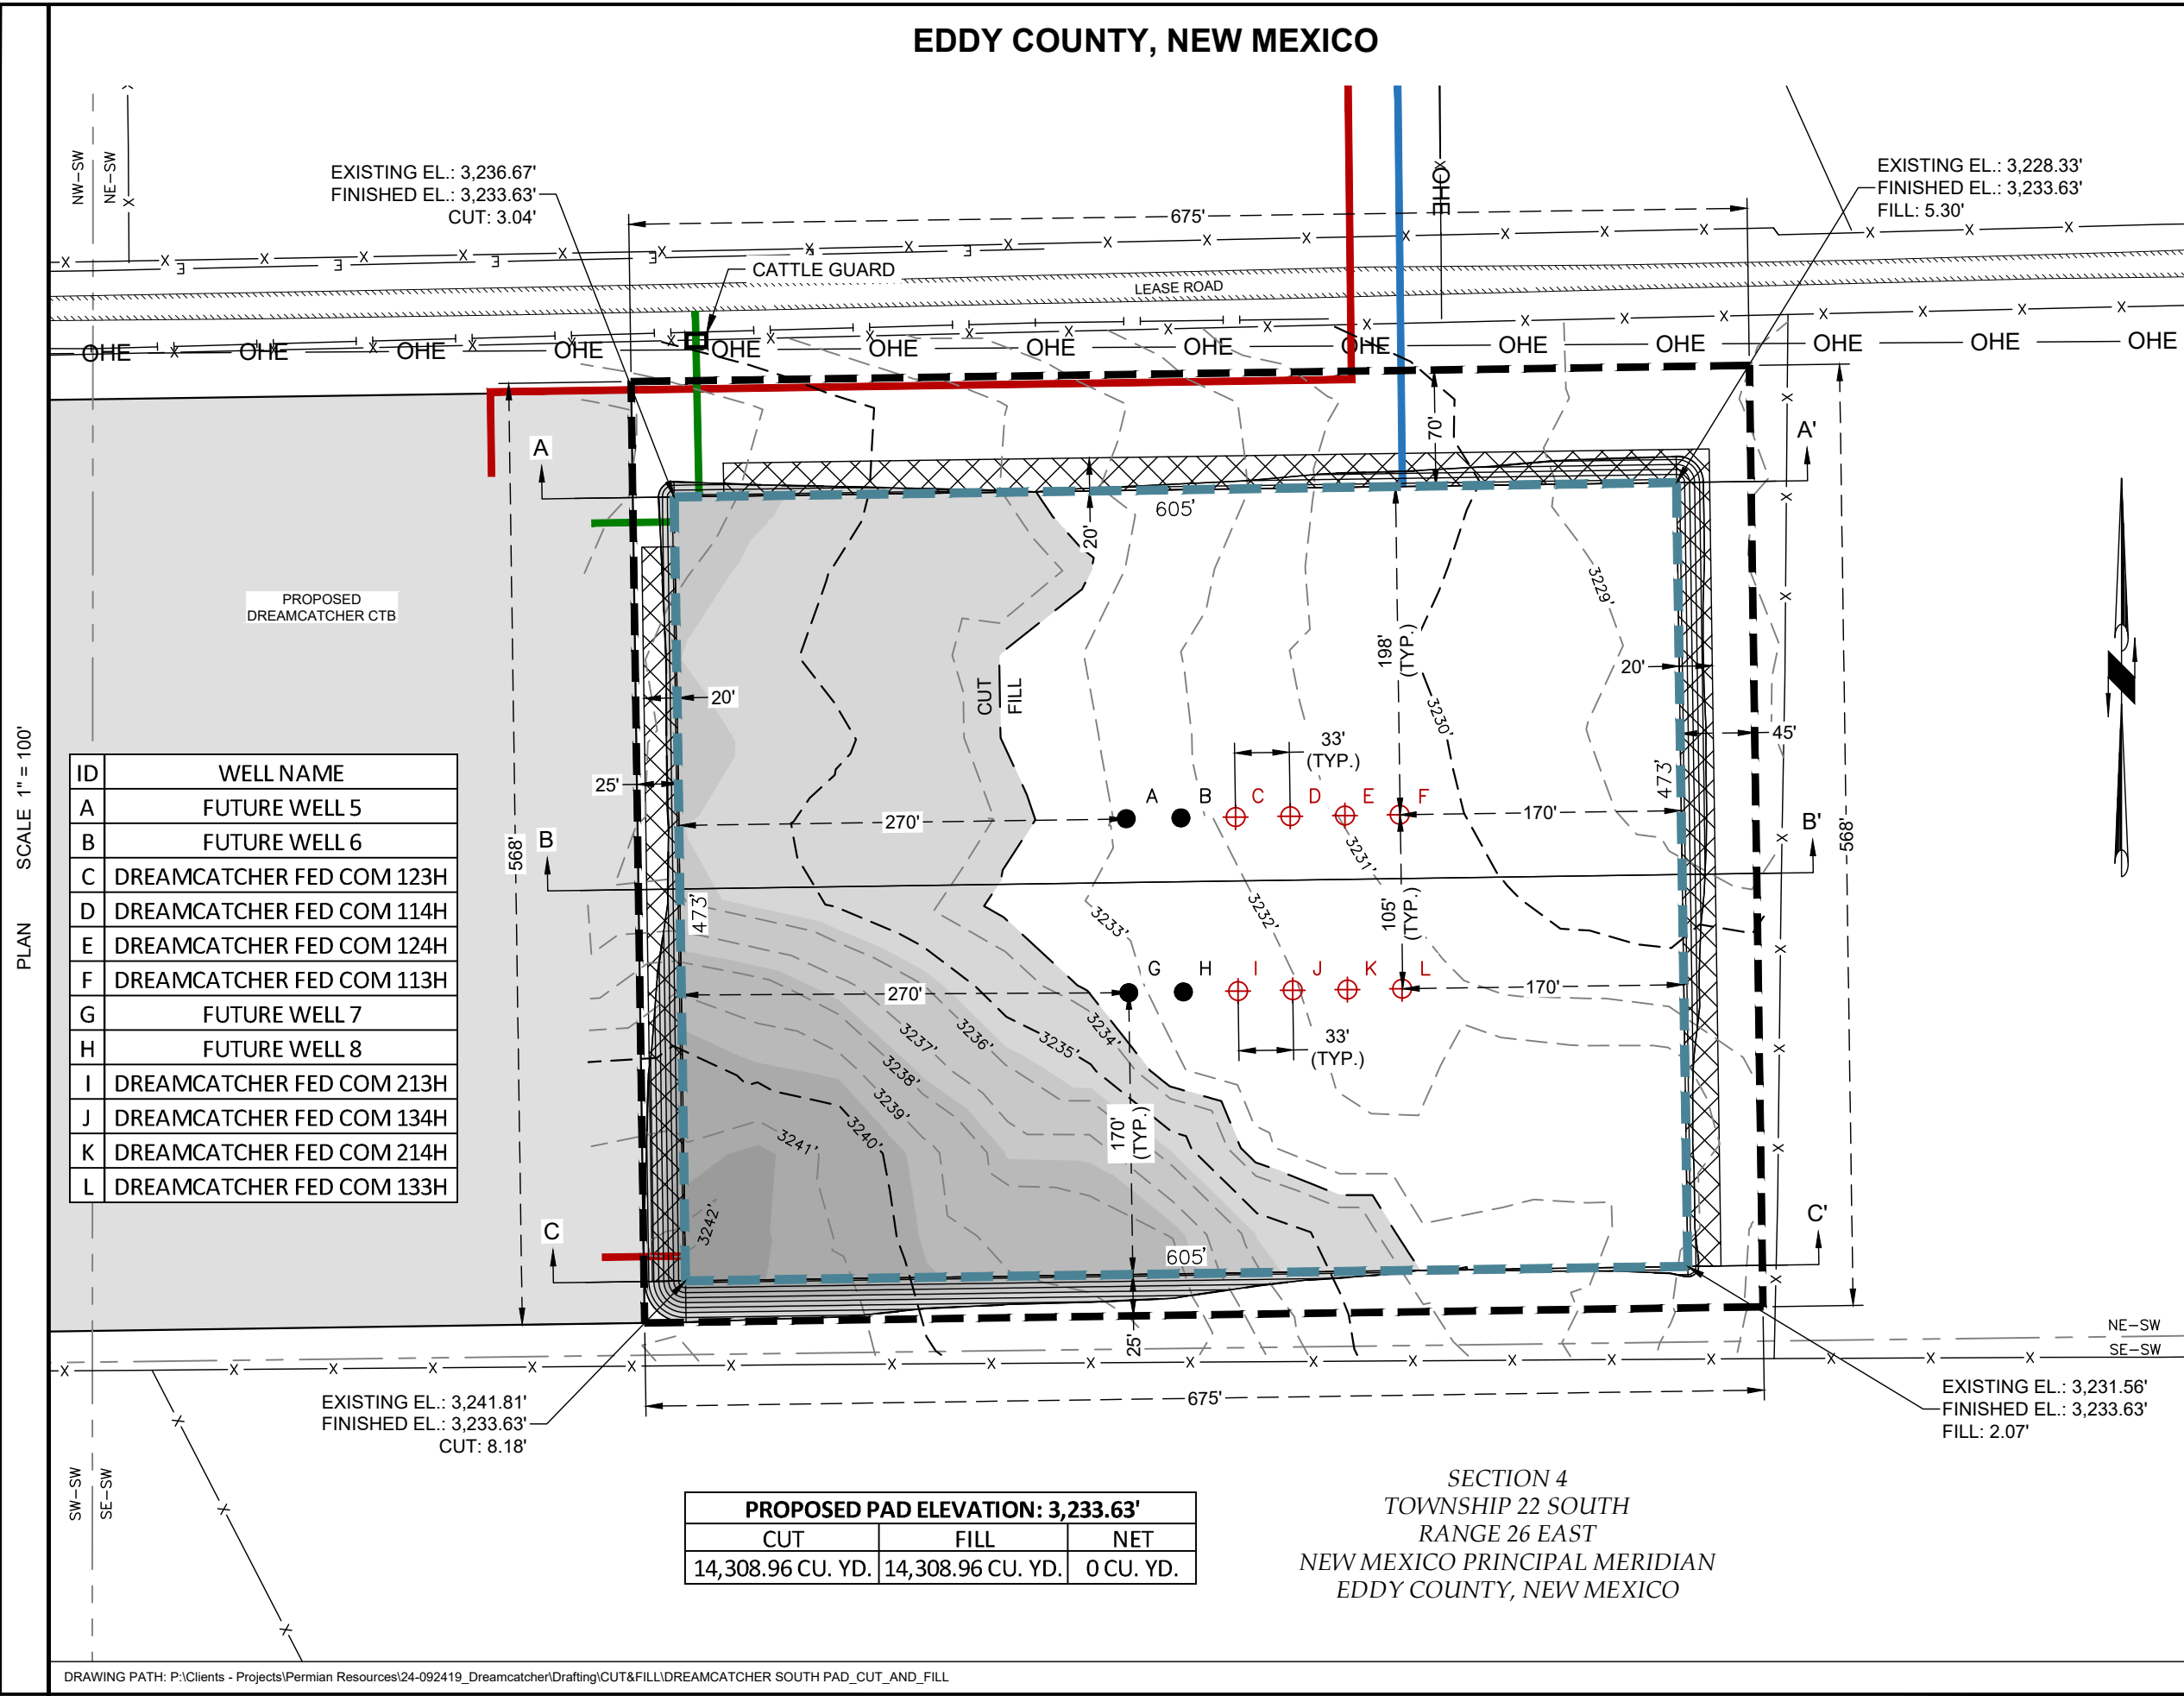 EDDY COUNTY, NEW MEXICO
NW-SW
NE-SW
EXISTING EL.: 3,236.67'
FINISHED EL.: 3,233.63'
CUT: 3.04'
EXISTING EL.: 3,228.33'
FINISHED EL.: 3,233.63'
FILL: 5.30'
OHE
675'
CATTLE GUARD
LEASE ROAD
OHE OHE OHE OHE OHE OHE OHE OHE OHE OHE OHE OHE OHE OHE
A
A'
70'
605'
20'
PROPOSED
DREAMCATCHER CTB
3229'
198'
(TYP.)
20'
20'
CUT
FILL
3230'
45'
33'
(TYP.)
25'
473'
A B C D E F
270'
170'
B
B'
568'
568'
3231'
473'
3233'
3232'
105'
(TYP.)
G H I J K L
270'
170'
33'
(TYP.)
3237'
3236'
3235'
3234'
3238'
3239'
3240'
3241'
3242'
170'
(TYP.)
C
C'
605'
25'
675'
ID WELL NAME
A FUTURE WELL 5
B FUTURE WELL 6
C DREAMCATCHER FED COM 123H
D DREAMCATCHER FED COM 114H
E DREAMCATCHER FED COM 124H
F DREAMCATCHER FED COM 113H
G FUTURE WELL 7
H FUTURE WELL 8
I DREAMCATCHER FED COM 213H
J DREAMCATCHER FED COM 134H
K DREAMCATCHER FED COM 214H
L DREAMCATCHER FED COM 133H
PLAN SCALE 1" = 100'
NE-SW
SE-SW
EXISTING EL.: 3,241.81'
FINISHED EL.: 3,233.63'
CUT: 8.18'
EXISTING EL.: 3,231.56'
FINISHED EL.: 3,233.63'
FILL: 2.07'
SW-SW
SE-SW
PROPOSED PAD ELEVATION: 3,233.63'
CUT FILL NET
14,308.96 CU. YD. 14,308.96 CU. YD. 0 CU. YD.
SECTION 4
TOWNSHIP 22 SOUTH
RANGE 26 EAST
NEW MEXICO PRINCIPAL MERIDIAN
EDDY COUNTY, NEW MEXICO
DRAWING PATH: P:\Clients - Projects\Permian Resources\24-092419_Dreamcatcher\Drafting\CUT&FILL\DREAMCATCHER SOUTH PAD_CUT_AND_FILL